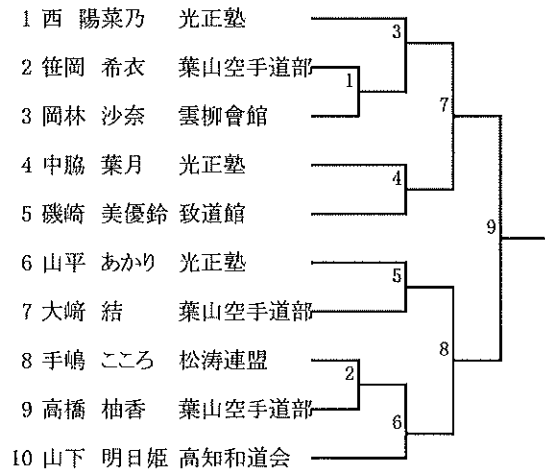 1 西 陽菜乃 光正塾
2 笹岡 希衣 葉山空手道部
3 岡林 沙奈 雲柳會館
4 中脇 葉月 光正塾
5 磯崎 美優鈴 致道館
6 山平 あかり 光正塾
7 大﨑 結 葉山空手道部
8 手嶋 こころ 松涛連盟
9 高橋 柚香 葉山空手道部
10 山下 明日姫 高知和道会
3
1
7
4
9
5
8
2
6